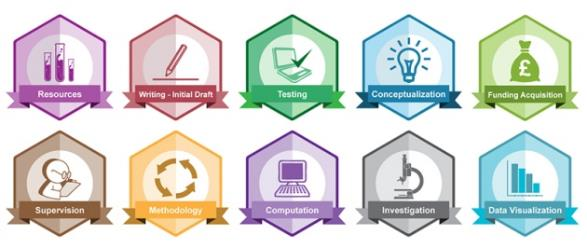 Resources
Writing - Initial Draft
Testing
Conceptualization
£
Funding Acquisition
Supervision
Methodology
Computation
Investigation
Data Visualization